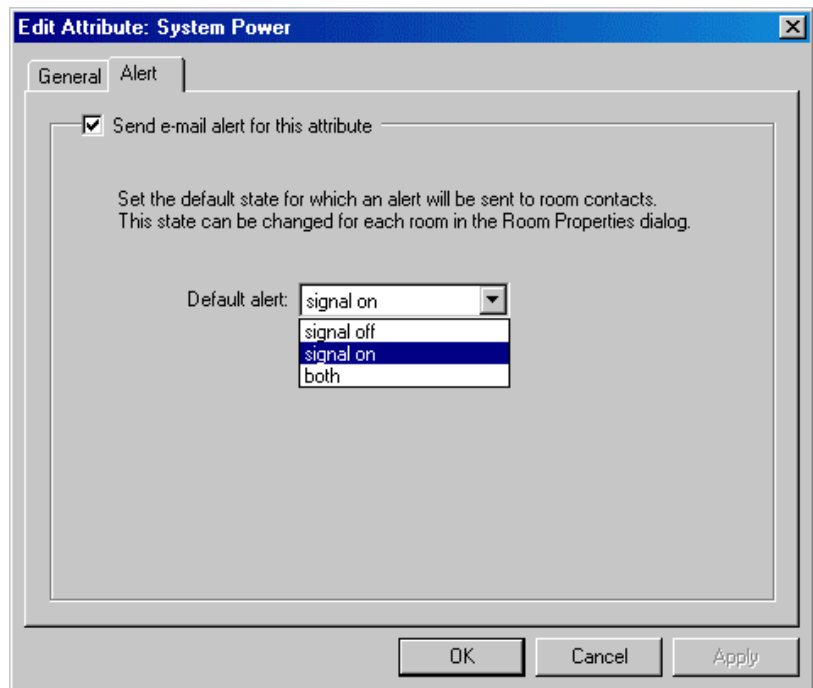 Edit Attribute: System Power
General
Alert
Send e-mail alert for this attribute
Set the default state for which an alert will be sent to room contacts.
This state can be changed for each room in the Room Properties dialog.
Default alert: signal on
signal off
signal on
both
OK
Cancel
Apply